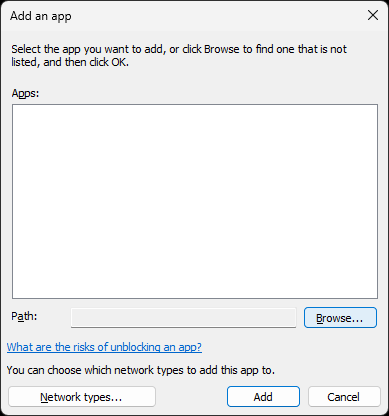 Add an app
Select the app you want to add, or click Browse to find one that is not
listed, and then click OK.
Apps:
Path:
Browse...
What are the risks of unblocking an app?
You can choose which network types to add this app to.
Network types...
Add
Cancel